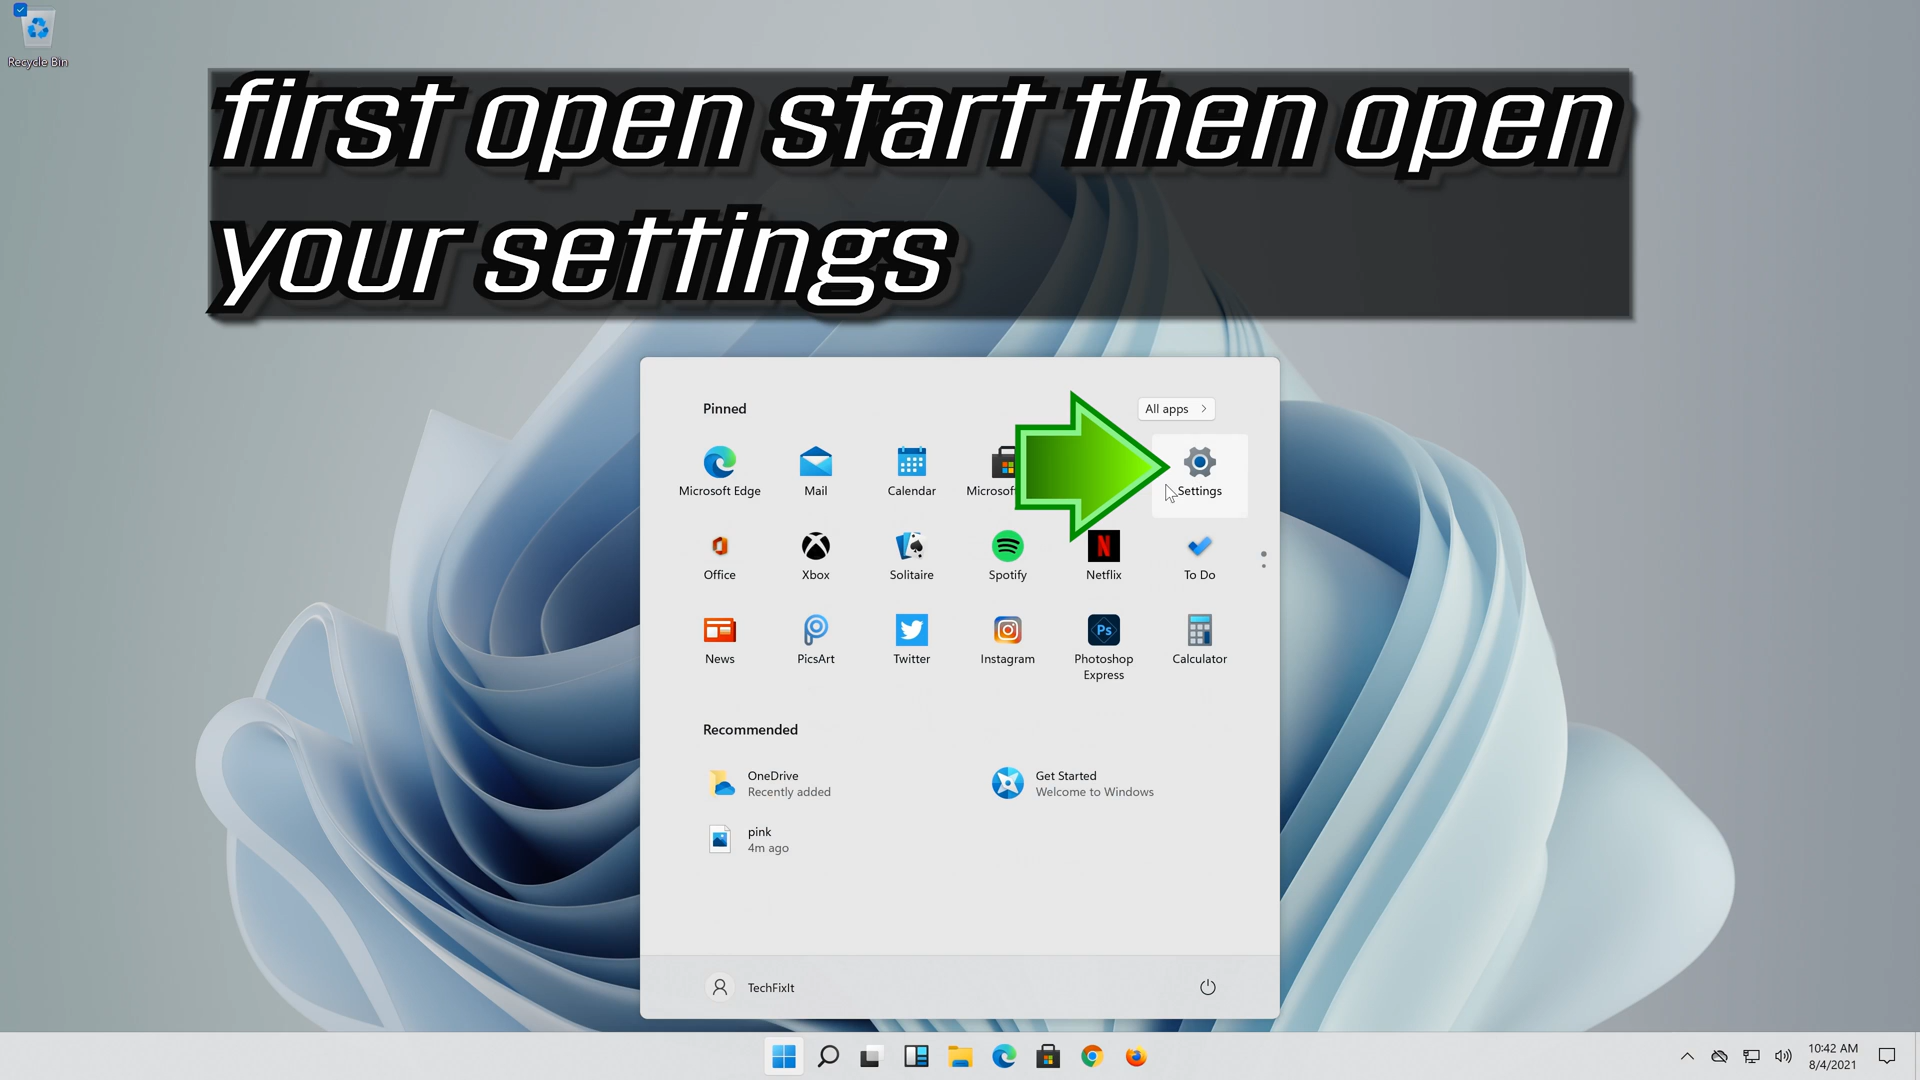 Recycle Bin
first open start then open
your settings
Pinned
All apps
Microsoft Edge
Mail
Calendar
Settings
Office
Xbox
Solitaire
Spotify
Netflix
To Do
News
PicsArt
Twitter
Instagram
Photoshop
Express
Calculator
Recommended
OneDrive
Recently added
Get Started
Welcome to Windows
pink
4m ago
TechFixIt
10:42 AM
8/4/2021